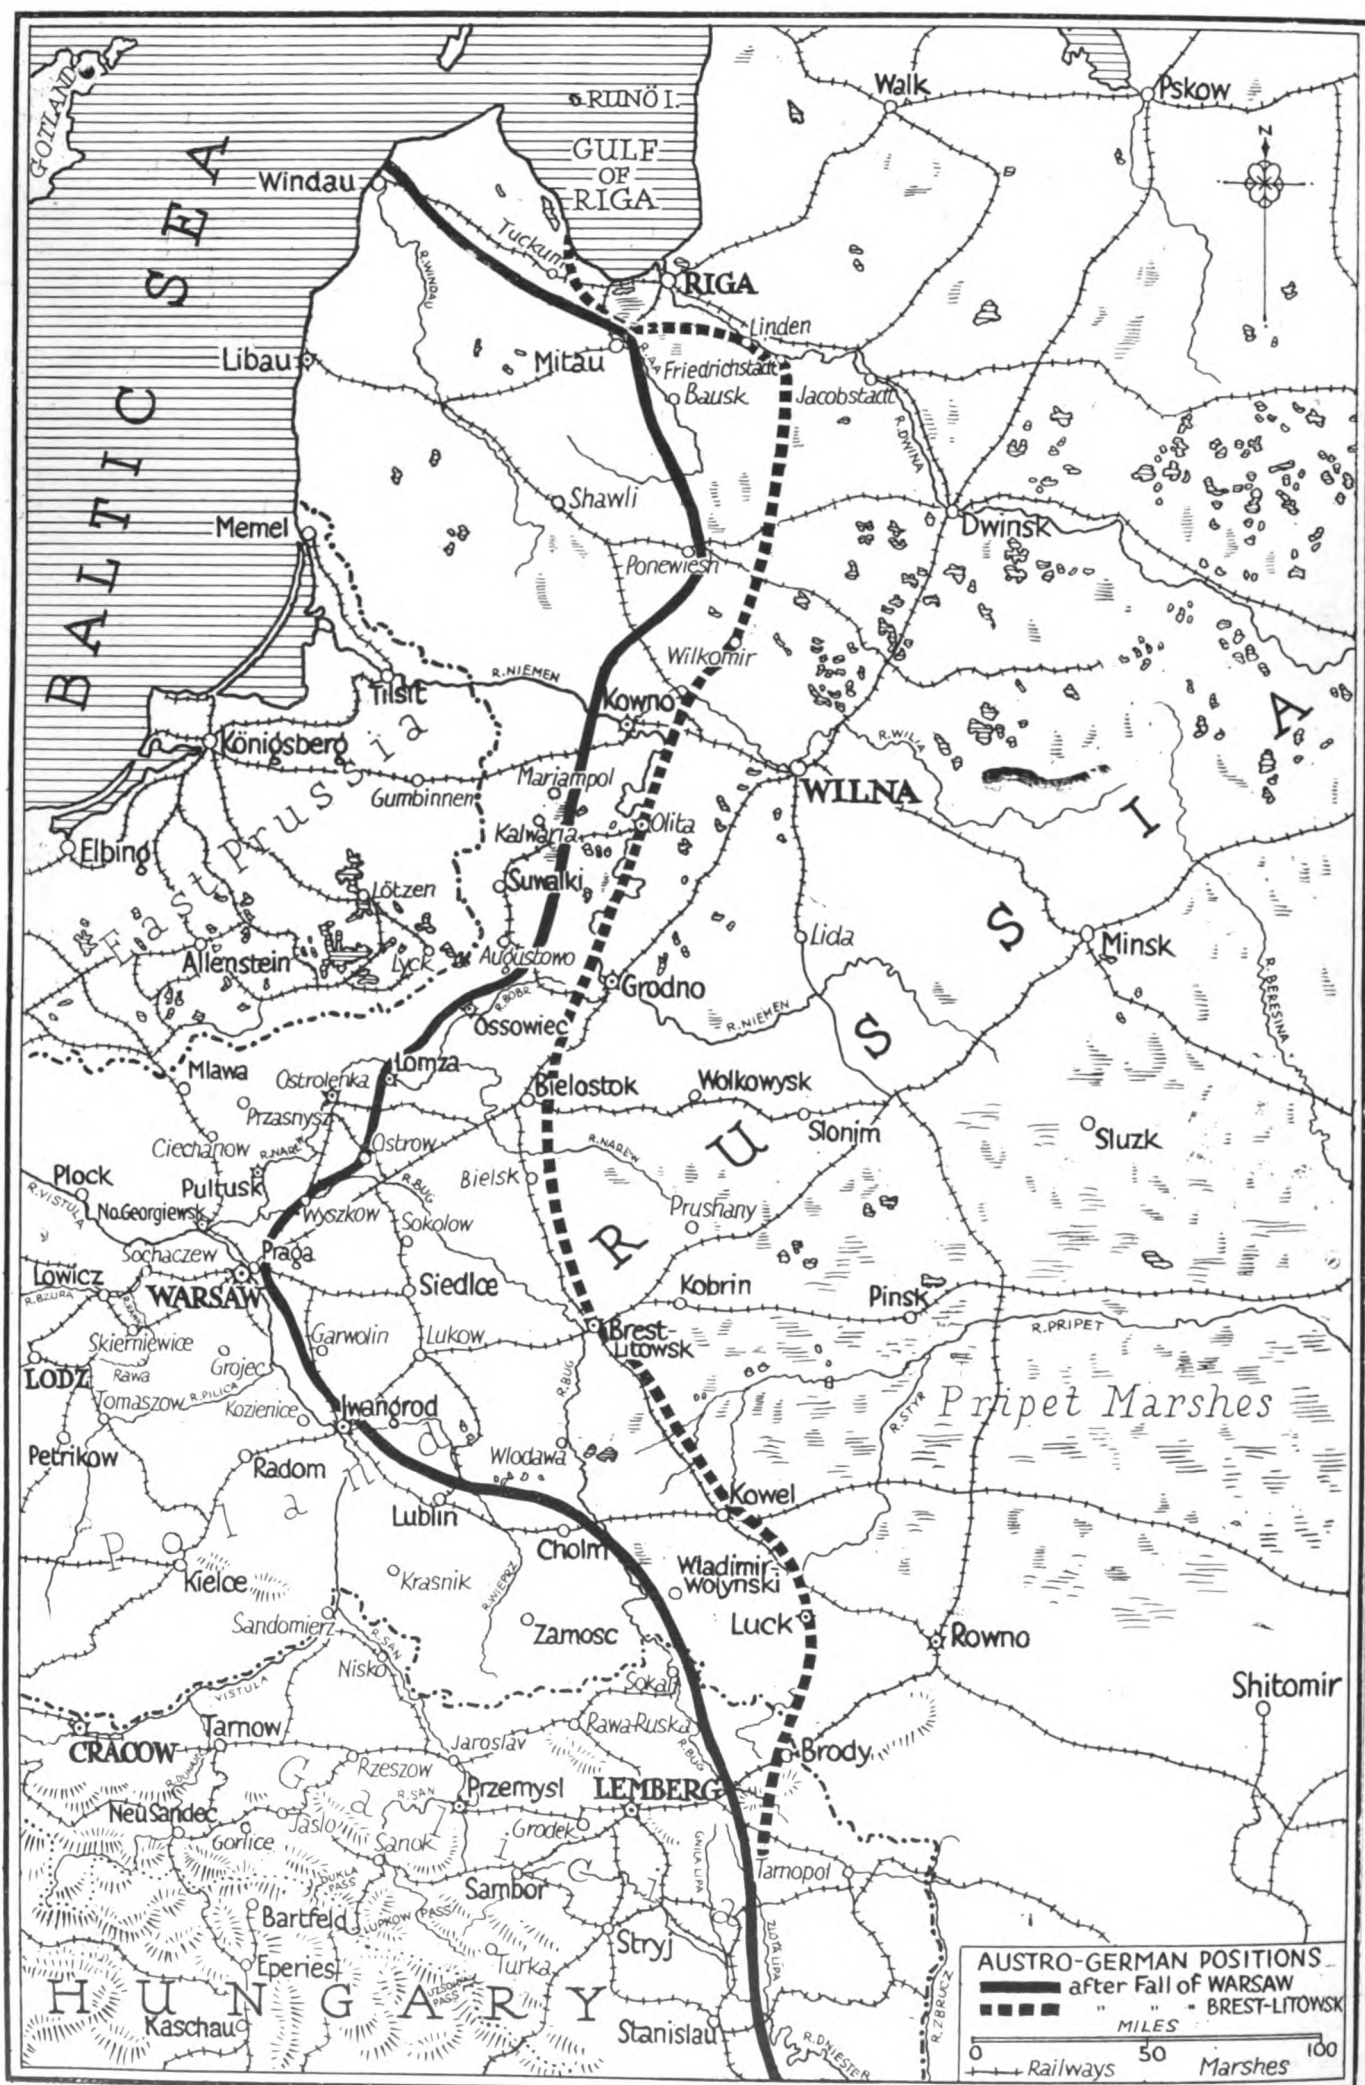 GOTLAND
RUNÖ I.
GULF
OF
RIGA
BALTIC SEA
Walk
Pskow
N
Windau
Tuckum
R.WINDAU
RIGA
Linden
Libau
Mitau
R.AA
Friedrichstadt
Bausk
Jacobstadt
R.DWINA
Shawli
Memel
Dwinsk
Ponewiesh
Wilkomir
R.NIEMEN
Tilsit
Kowno
Königsberg
R.WILIA
Mariampol
Gumbinnen
WILNA
East Prussia
Kalwaria
Olita
Elbing
Suwalki
Lötzen
Lida
Minsk
Allenstein
Lyck
Augustowo
Grodno
R.BOBR
R.NIEMEN
R.BERESINA
Ossowiec
RUSSIA
Lomza
Mlawa
Ostrolenka
Bielostok
Wolkowysk
Przasnysz
Slonim
Sluzk
Ciechanow
R.NAREW
Ostrow
R.NAREW
Plock
Pultusk
R.BUG
Bielsk
R.VISTULA
No.Georgiewsk
Wyszkow
Sokolow
Prushany
Sochaczew
Praga
Lowicz
WARSAW
Siedlce
Kobrin
Pinsk
R.BZURA
Skierniewice
Garwolin
Lukow
Brest-
Litowsk
R.PRIPET
Grojec
LODZ
Rawa
R.PILICA
R.BUG
R.STYR
Pripet Marshes
Tomaszow
Kozienice
Iwangrod
Petrikow
Radom
Wlodawa
Poland
Lublin
Kowel
Cholm
Kielce
Krasnik
R.WIEPRZ
Wladimir-
Wolynski
Sandomierz
Zamosc
Luck
Rowno
R.SAN
Nisko
Sokal
VISTULA
Shitomir
CRACOW
Tarnow
Rawa-Ruska
Jaroslav
R.BUG
Brody
R.DUNAJEC
Rzeszow
Galicia
R.SAN
Przemysl
LEMBERG
Neu Sandec
Jaslo
Gorlice
Sanok
Grodek
GNILA LIPA
Tarnopol
DUKLA
PASS
Sambor
Bartfeld
LUPKOW PASS
Stryj
ZLOTA LIPA
Eperies
Turka
UZSOK
PASS
HUNGARY
Kaschau
Stanislau
R.DNIESTER
R.ZBRUCZ
AUSTRO-GERMAN POSITIONS
after Fall of WARSAW
" " " BREST-LITOWSK
MILES
0 50 100
Railways Marshes